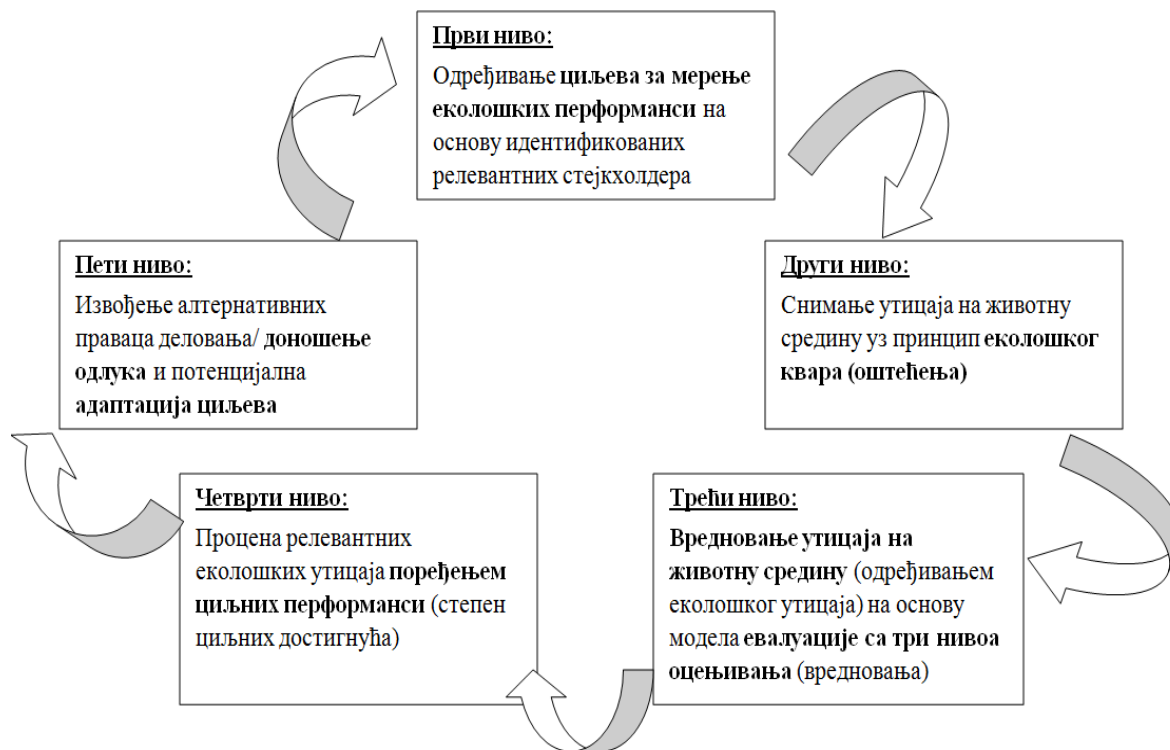 Први ниво:
Одређивање циљева за мерење
еколошких перформанси на
основу идентификованих
релевантних стејкхолдера
Други ниво:
Снимање утицаја на животну
средину уз принцип еколошког
квара (оштећења)
Трећи ниво:
Вредновање утицаја на
животну средину (одређивањем
еколошког утицаја) на основу
модела евалуације са три нивоа
оцењивања (вредновања)
Четврти ниво:
Процена релевантних
еколошких утицаја поређењем
циљних перформанси (степен
циљних достигнућа)
Пети ниво:
Извођење алтернативних
праваца деловања/ доношење
одлука и потенцијална
адаптација циљева